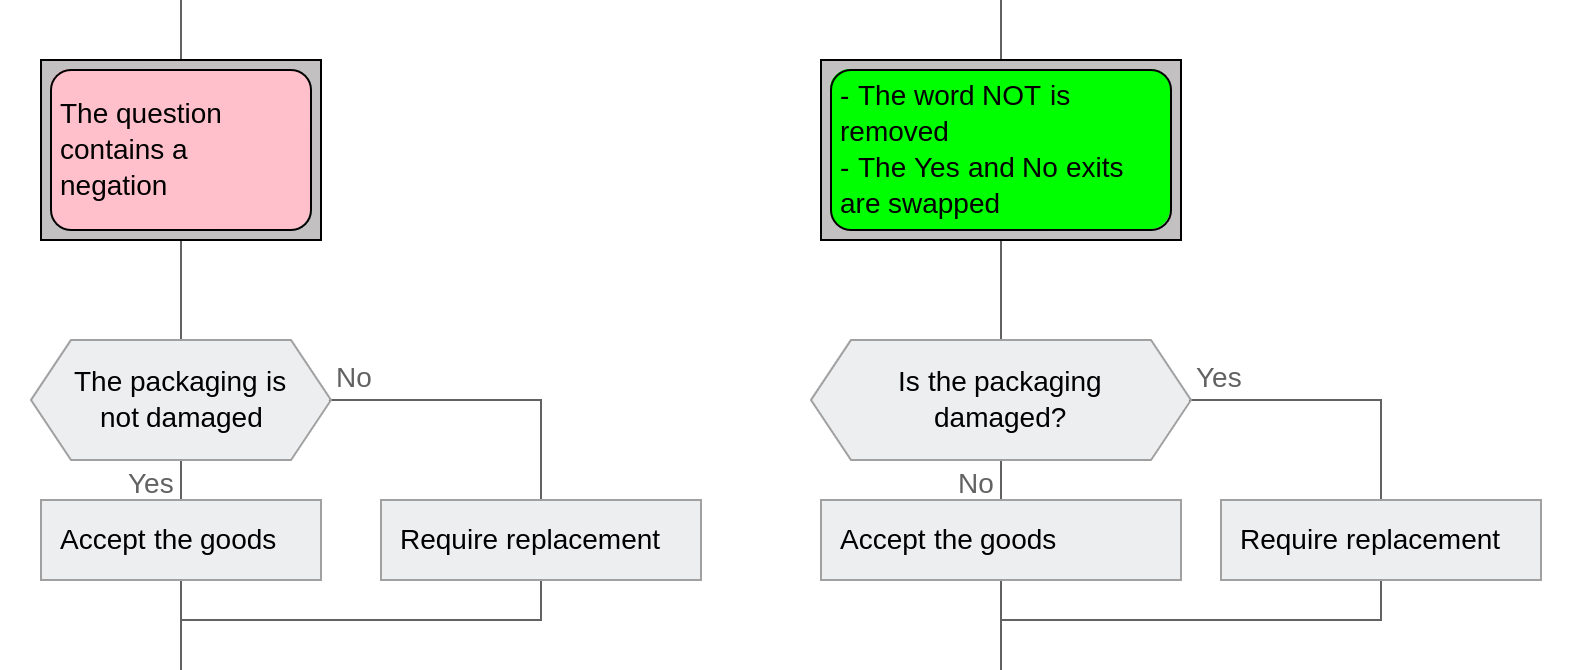 The question
contains a
negation
The packaging is
not damaged
No
Yes
Accept the goods
Require replacement
- The word NOT is
removed
- The Yes and No exits
are swapped
Is the packaging
damaged?
Yes
No
Accept the goods
Require replacement